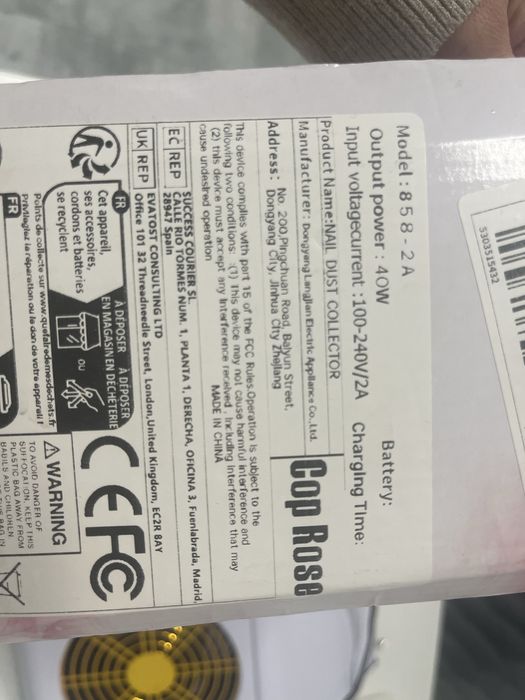 Model:858-2A
Output power: 40W
Battery:
Input voltagecurrent:100-240V/2A Charging Time:
Product Name:NAIL DUST COLLECTOR
Manufacturer: Dongyang Langjian Electric Appliance Co.,Ltd.
Address: No. 200,Pingchuan Road, Baiyun Street,
Dongyang City, Jinhua City Zhejiang
Cop Rose
This device complies with part 15 of the FCC Rules.Operation is subject to the
following two conditions: :(1) This device may not cause harmful interference and
(2) this device must accept any interference received, including interference that may
cause undesired operation
MADE IN CHINA
EC REP
SUCCESS COURIER SL.
CALLE RIO TORMES NUM. 1, PLANTA 1, DERECHA, OFICINA 3, Fuenlabrada, Madrid,
28947 Spain
UK REP
EVATOST CONSULTING LTD
Office 101 32 Threadneedle Street, London,United Kingdom, EC2R 8AY
FR
Cet appareil,
ses accessoires,
cordons et batteries
se recyclent
À DÉPOSER
EN MAGASIN
OU
À DÉPOSER
EN DÉCHÈTERIE
Points de collecte sur www.quefairedemesdechets.fr
Privilégiez la réparation ou le don de votre appareil !
FR
CE FC
WARNING
TO AVOID DANGER OF
SUFFOCATION, KEEP THIS
PLASTIC BAG AWAY FROM
BABIES AND CHILDREN
5303515432